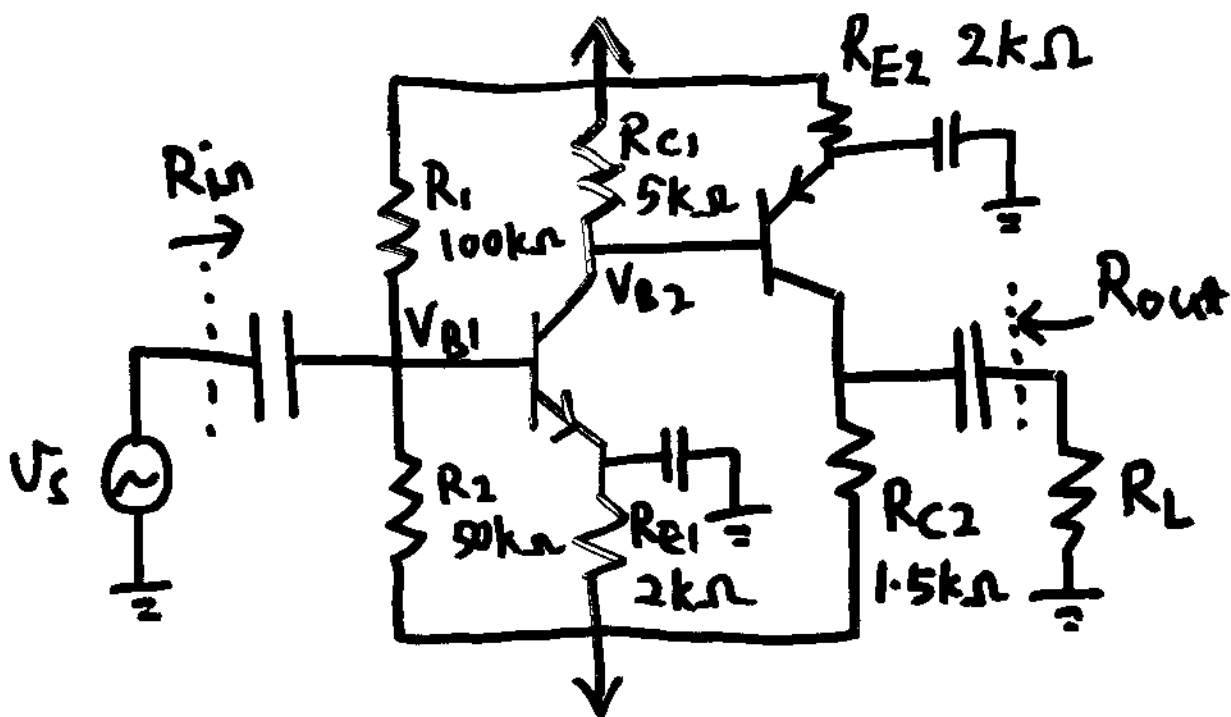 RE2 2kΩ
Rin
RC1
5kΩ
R1
100kΩ
VB1
VB2
Rout
Vs
R2
50kΩ
RE1
2kΩ
RC2
1.5kΩ
RL